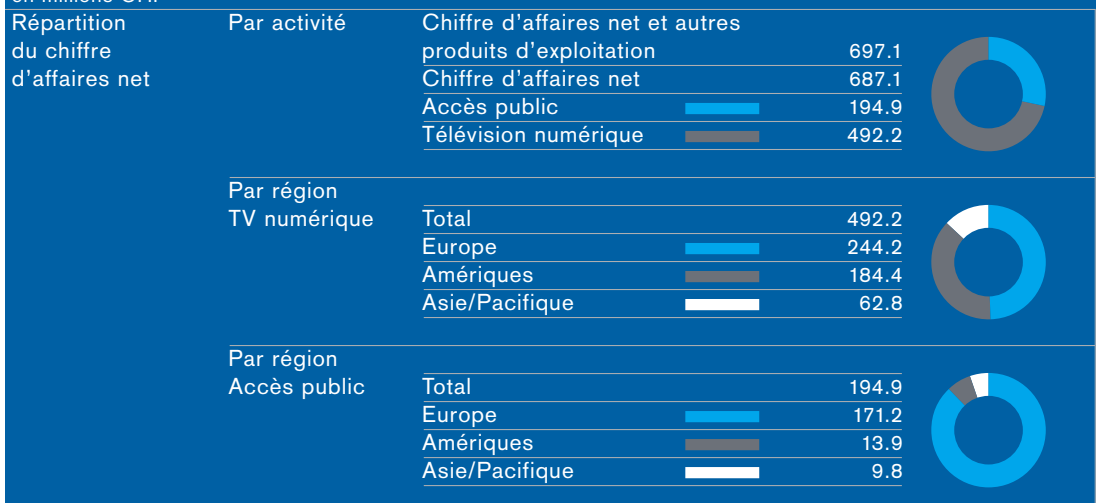 Répartition Par activité Chiffre d'affaires net et autres
du chiffre produits d'exploitation 697.1
d'affaires net Chiffre d'affaires net 687.1
Accès public 194.9
Télévision numérique 492.2
Par région
TV numérique Total 492.2
Europe 244.2
Amériques 184.4
Asie/Pacifique 62.8
Par région
Accès public Total 194.9
Europe 171.2
Amériques 13.9
Asie/Pacifique 9.8